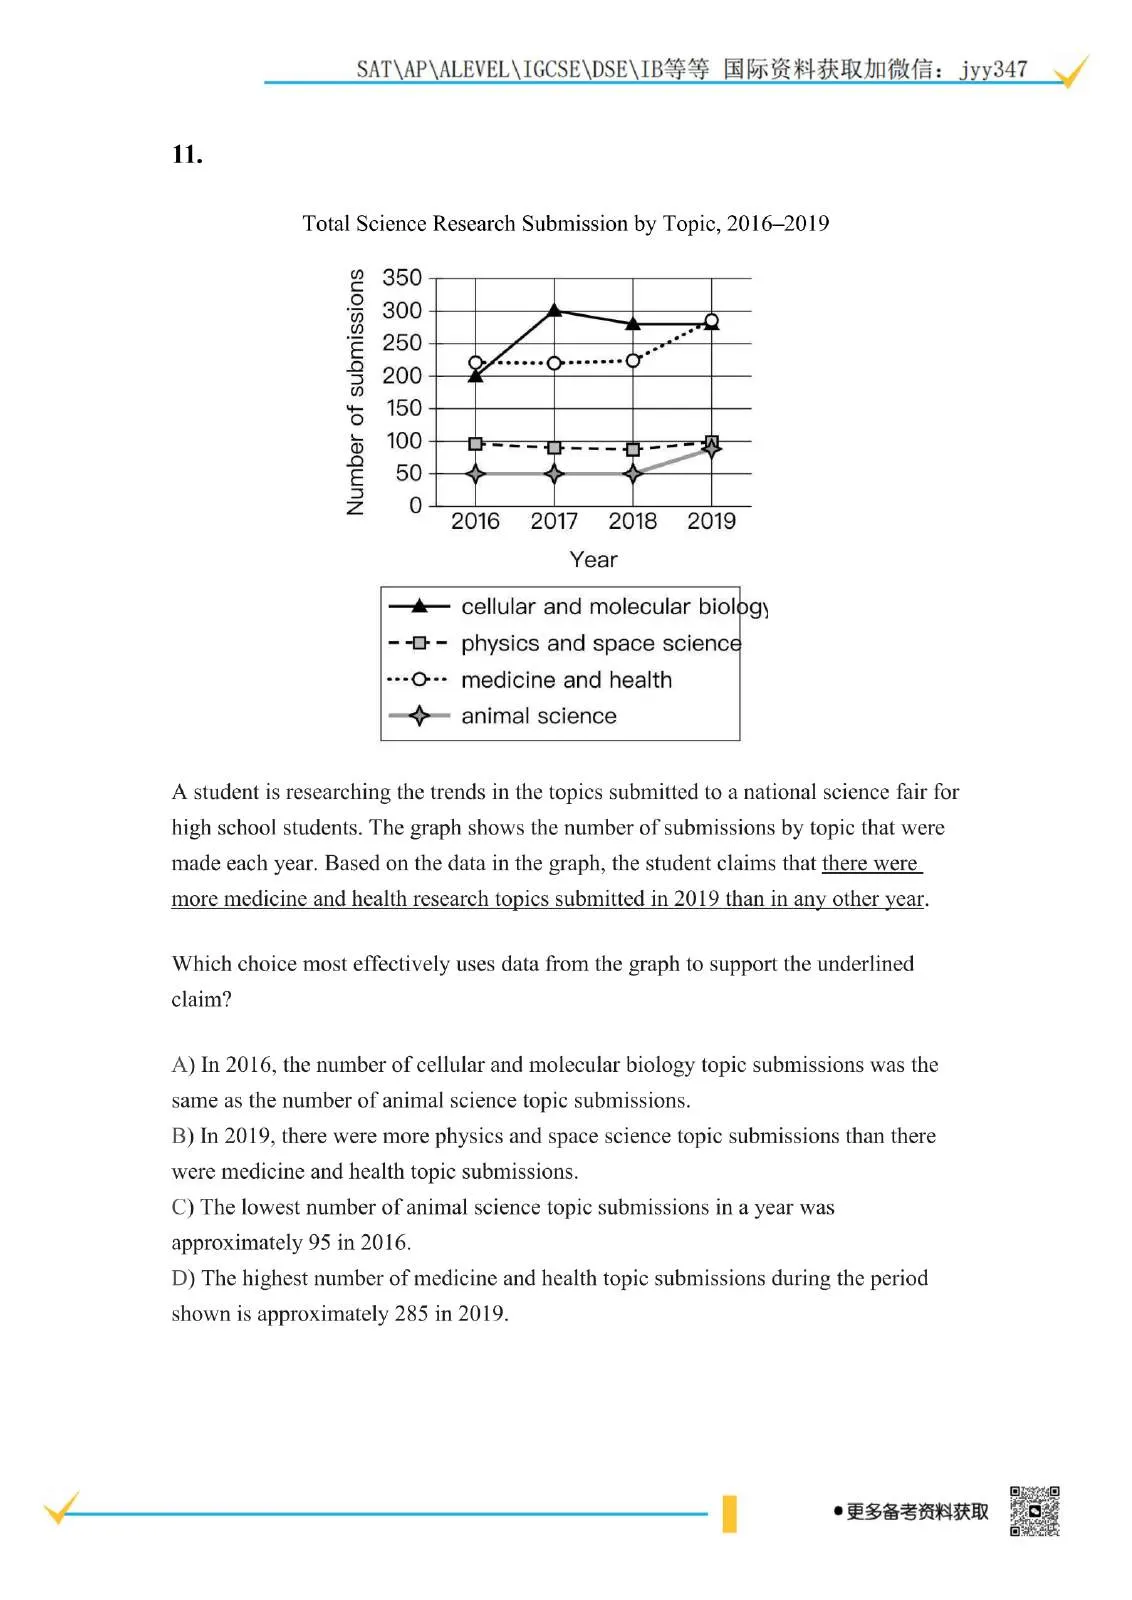 SAT\AP\ALEVEL\IGCSE\DSE\IB等等 国际资料获取加微信: jyy347
11.
Total Science Research Submission by Topic, 2016–2019
Number of submissions
350
300
250
200
150
100
50
0
2016 2017 2018 2019
Year
cellular and molecular biology
physics and space science
medicine and health
animal science
A student is researching the trends in the topics submitted to a national science fair for
high school students. The graph shows the number of submissions by topic that were
made each year. Based on the data in the graph, the student claims that there were
more medicine and health research topics submitted in 2019 than in any other year.
Which choice most effectively uses data from the graph to support the underlined
claim?
A) In 2016, the number of cellular and molecular biology topic submissions was the
same as the number of animal science topic submissions.
B) In 2019, there were more physics and space science topic submissions than there
were medicine and health topic submissions.
C) The lowest number of animal science topic submissions in a year was
approximately 95 in 2016.
D) The highest number of medicine and health topic submissions during the period
shown is approximately 285 in 2019.
•更多备考资料获取